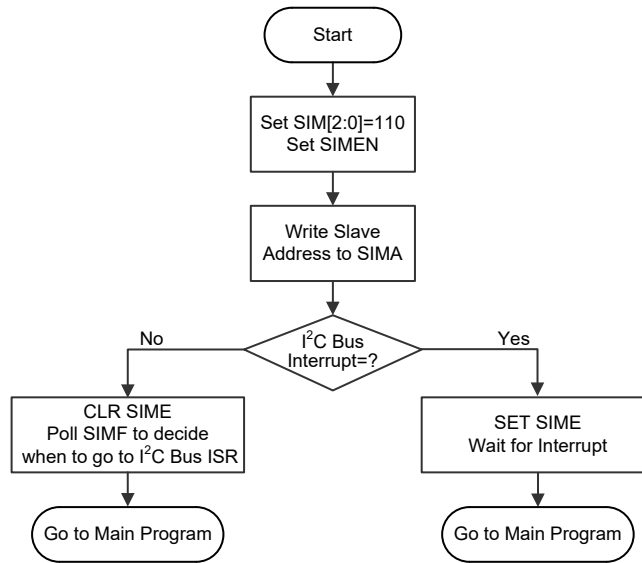 Start
Set SIM[2:0]=110
Set SIMEN
Write Slave
Address to SIMA
I²C Bus
Interrupt=?
No
Yes
CLR SIME
Poll SIMF to decide
when to go to I²C Bus ISR
SET SIME
Wait for Interrupt
Go to Main Program
Go to Main Program